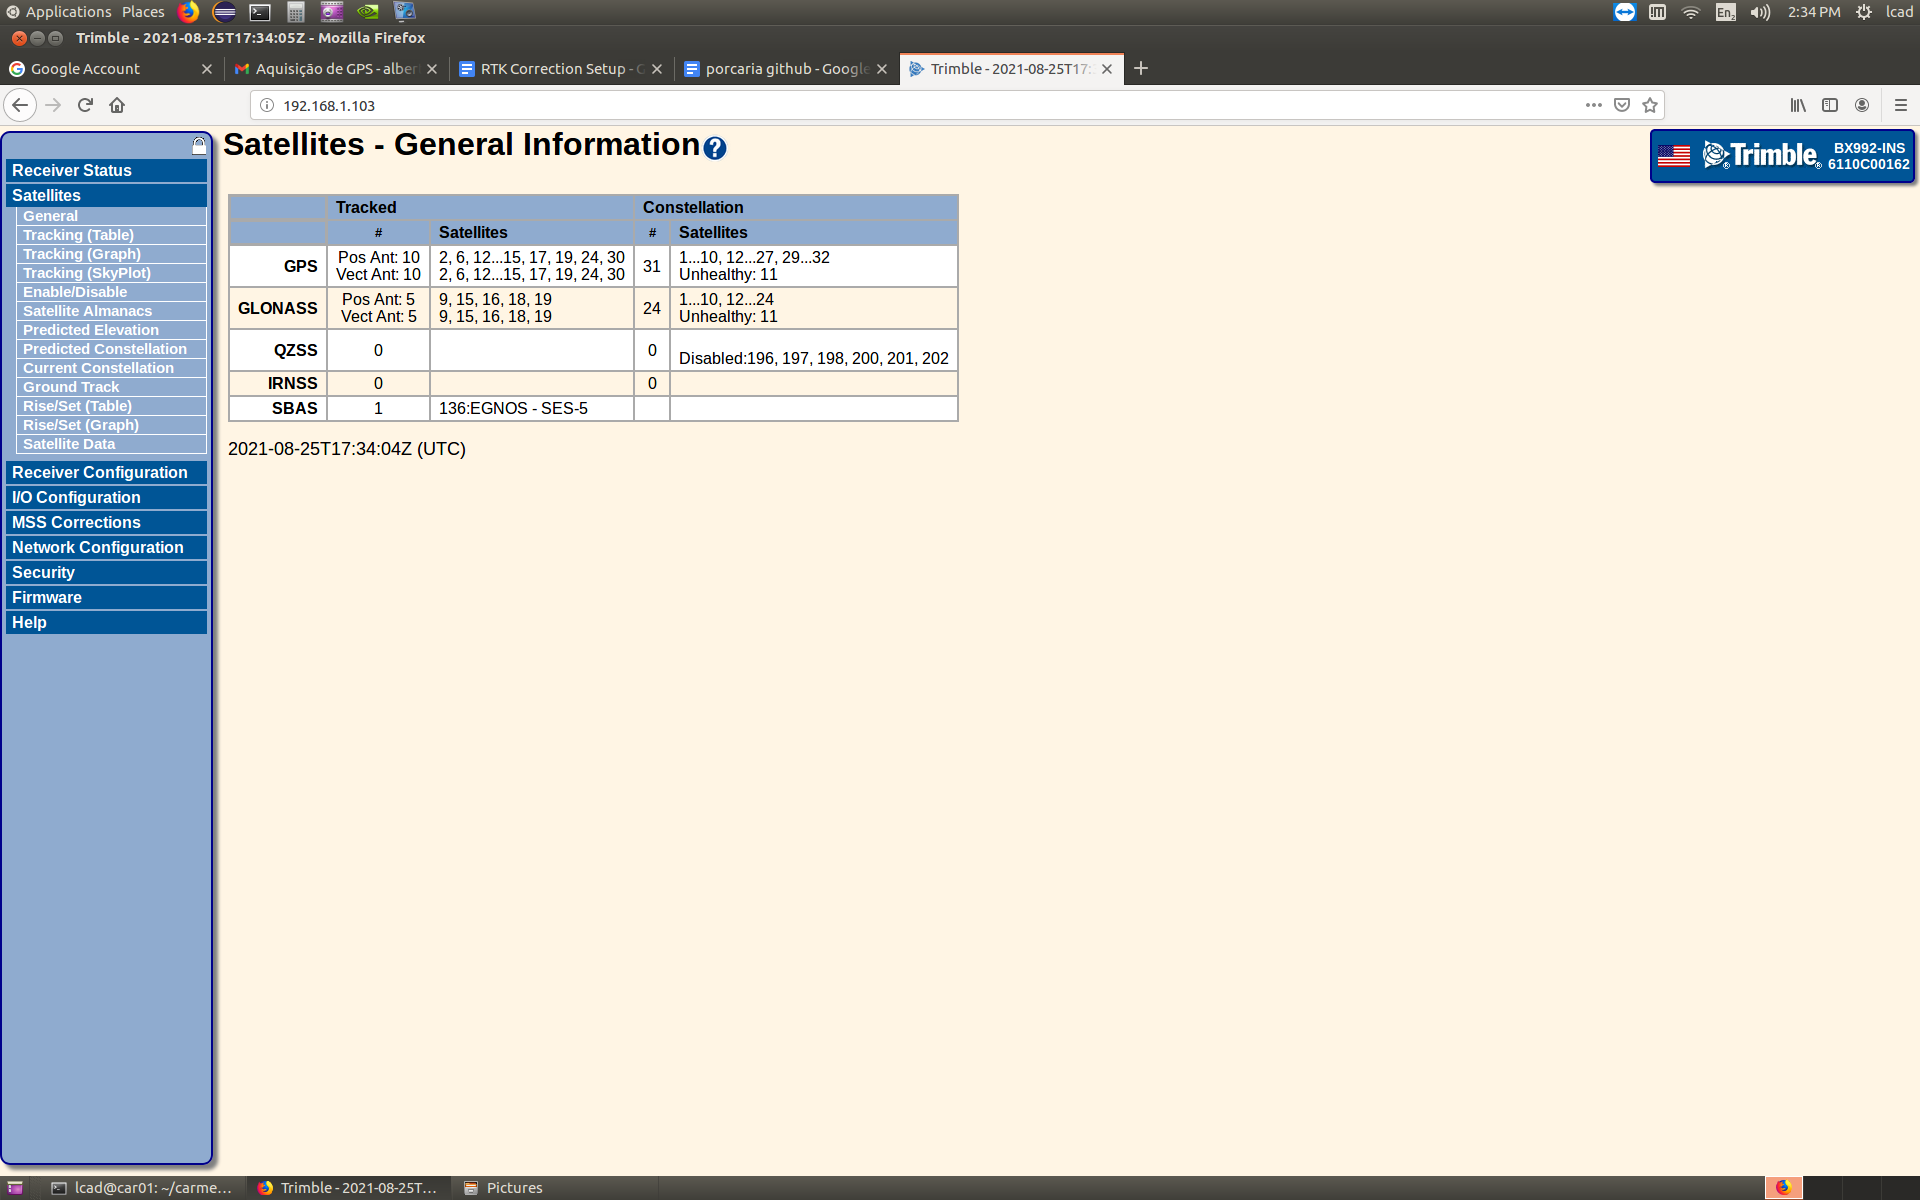 Applications Places En2 2:34 PM lcad
Trimble - 2021-08-25T17:34:05Z - Mozilla Firefox
Google Account Aquisição de GPS - alber RTK Correction Setup - G porcaria github - Google Trimble - 2021-08-25T17:
192.168.1.103
Satellites - General Information?
Trimble BX992-INS
6110C00162
Receiver Status
Satellites
General
Tracking (Table)
Tracking (Graph)
Tracking (SkyPlot)
Enable/Disable
Satellite Almanacs
Predicted Elevation
Predicted Constellation
Current Constellation
Ground Track
Rise/Set (Table)
Rise/Set (Graph)
Satellite Data
Receiver Configuration
I/O Configuration
MSS Corrections
Network Configuration
Security
Firmware
Help
Tracked Constellation
# Satellites # Satellites
GPS Pos Ant: 10 2, 6, 12...15, 17, 19, 24, 30 31 1...10, 12...27, 29...32
Vect Ant: 10 2, 6, 12...15, 17, 19, 24, 30 Unhealthy: 11
GLONASS Pos Ant: 5 9, 15, 16, 18, 19 24 1...10, 12...24
Vect Ant: 5 9, 15, 16, 18, 19 Unhealthy: 11
QZSS 0 0 Disabled:196, 197, 198, 200, 201, 202
IRNSS 0 0
SBAS 1 136:EGNOS - SES-5
2021-08-25T17:34:04Z (UTC)
lcad@car01: ~/carme... Trimble - 2021-08-25T... Pictures